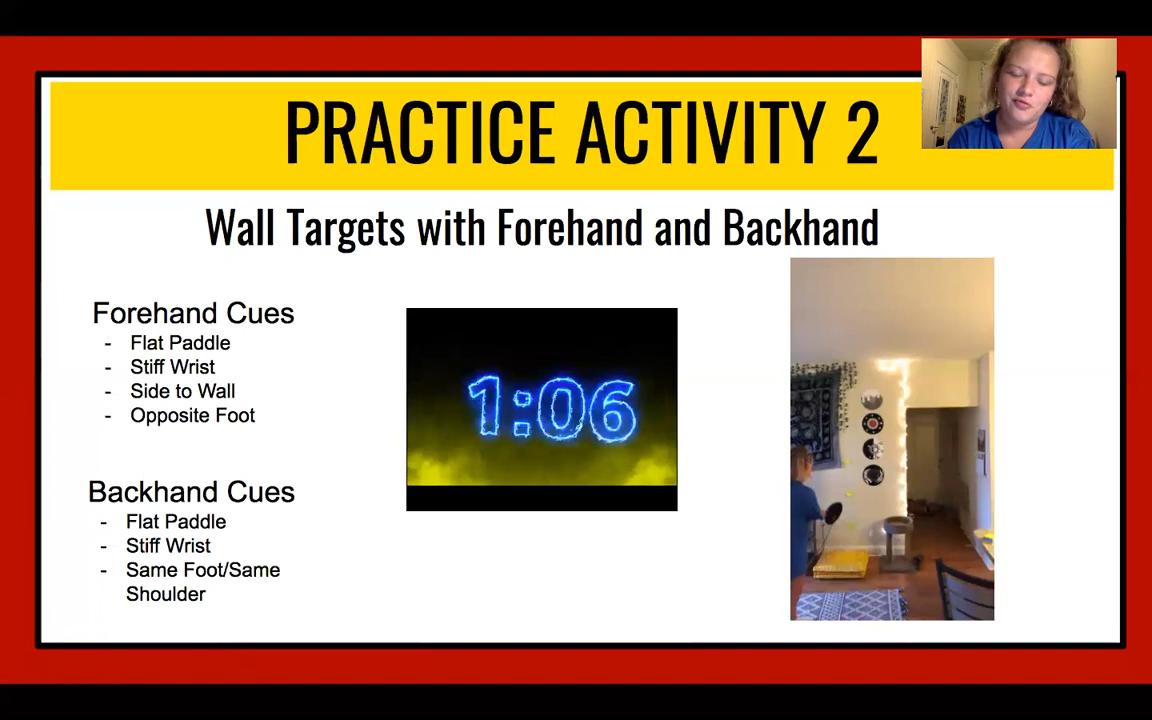 PRACTICE ACTIVITY 2
Wall Targets with Forehand and Backhand
Forehand Cues
- Flat Paddle
- Stiff Wrist
- Side to Wall
- Opposite Foot
Backhand Cues
- Flat Paddle
- Stiff Wrist
- Same Foot/Same
Shoulder
1:06